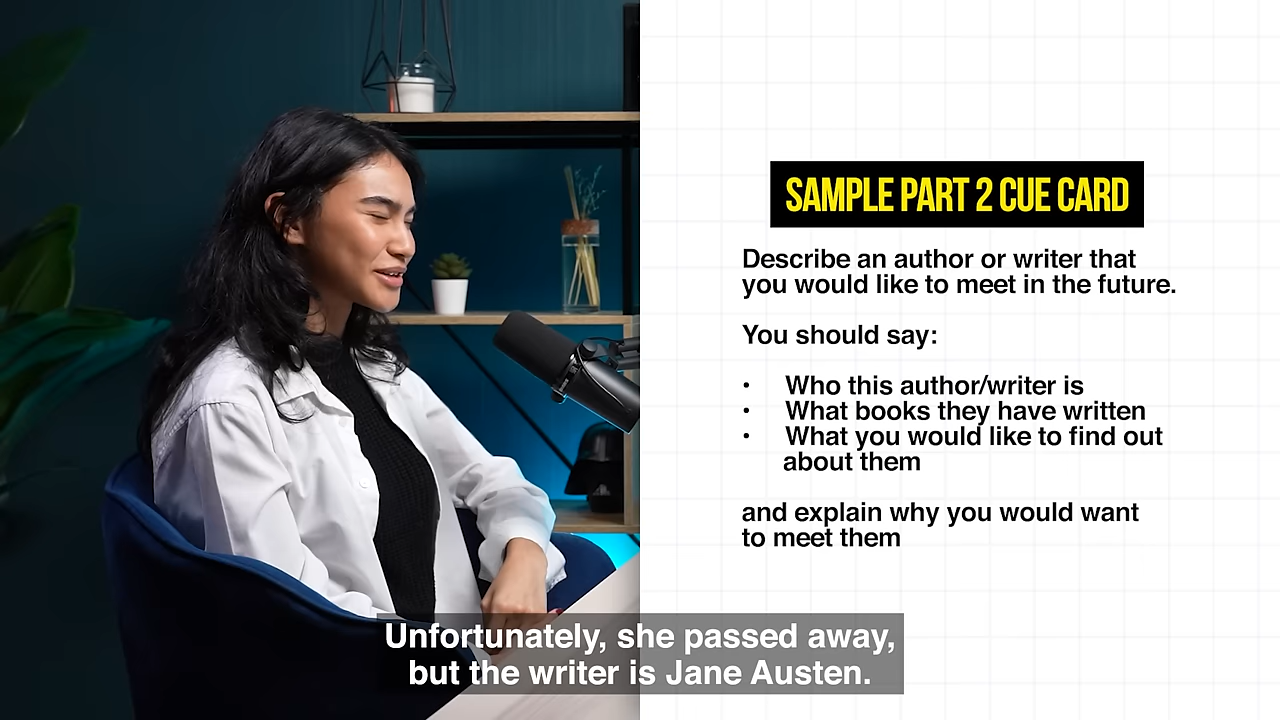 SAMPLE PART 2 CUE CARD
Describe an author or writer that
you would like to meet in the future.
You should say:
• Who this author/writer is
• What books they have written
• What you would like to find out
about them
and explain why you would want
to meet them
Unfortunately, she passed away,
but the writer is Jane Austen.